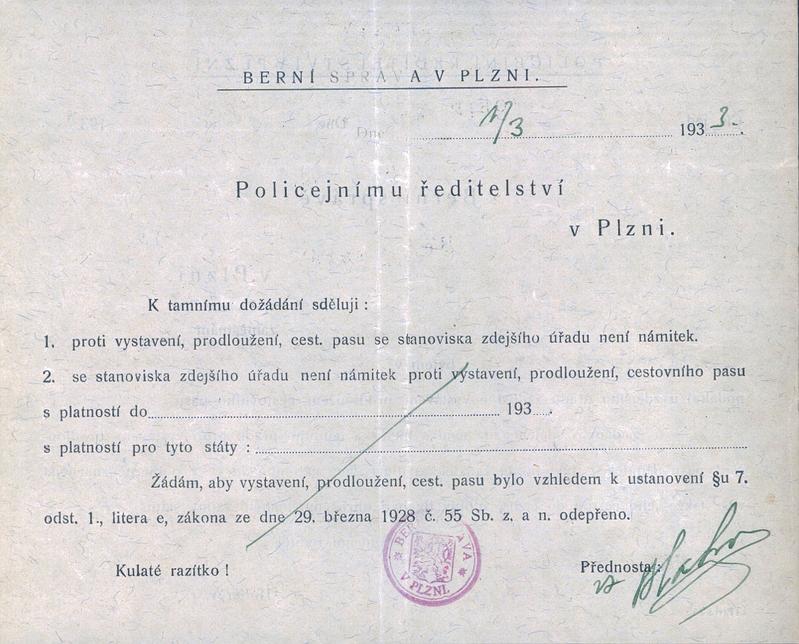 BERNÍ SPRÁVA V PLZNI.
Dne 1/3 1933.
Policejnímu ředitelství
v Plzni.
K tamnímu dožádání sděluji :
1. proti vystavení, prodloužení, cest. pasu se stanoviska zdejšího úřadu není námitek.
2. se stanoviska zdejšího úřadu není námitek proti vystavení, prodloužení, cestovního pasu
s platností do 193 .
s platností pro tyto státy :
Žádám, aby vystavení, prodloužení, cest. pasu bylo vzhledem k ustanovení §u 7.
odst. 1., litera e, zákona ze dne 29. března 1928 č. 55 Sb. z. a n. odepřeno.
Kulaté razítko !
Přednosta:
V PLZNI.